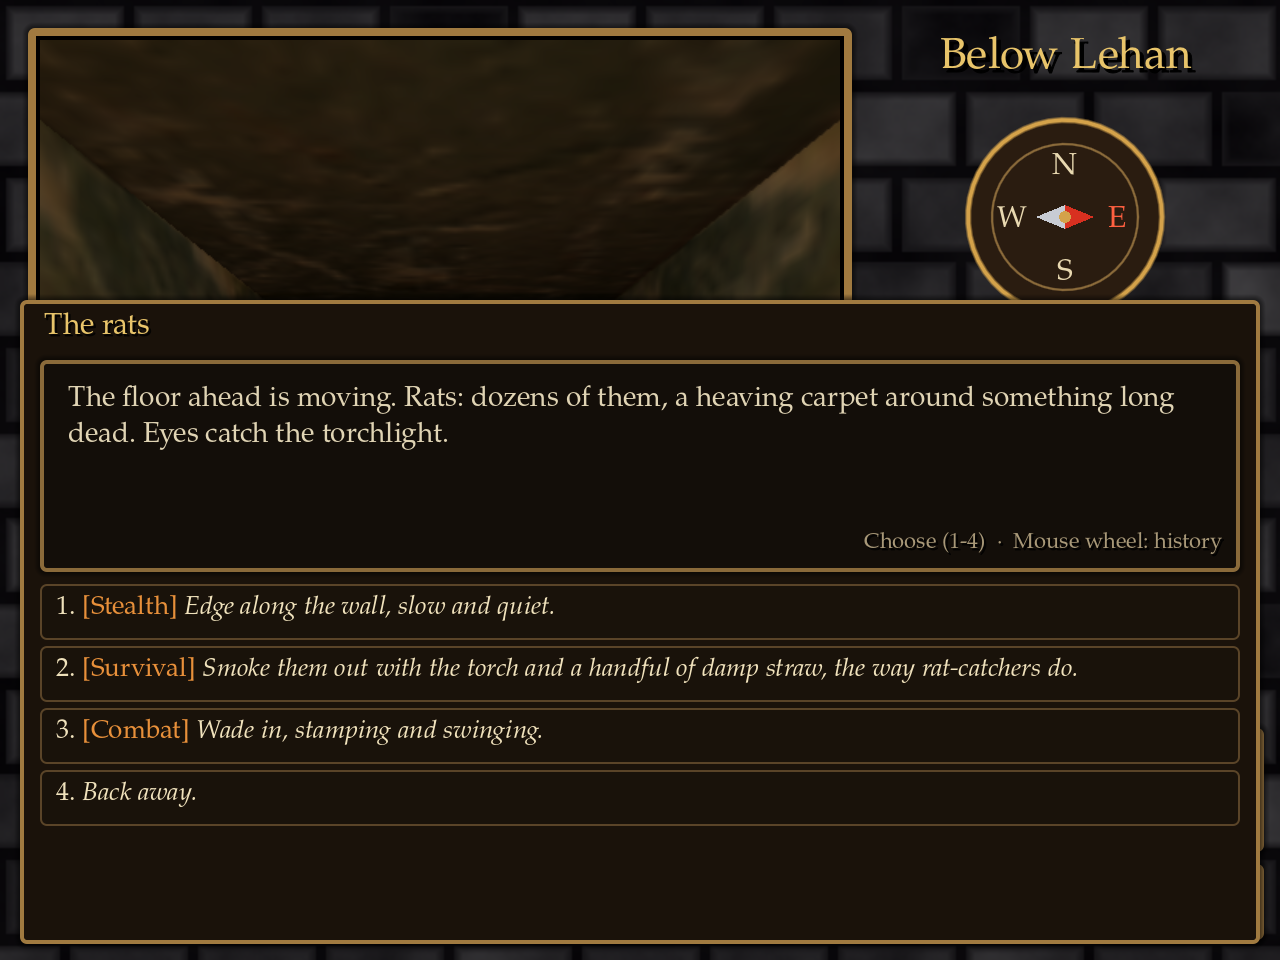 Below Lehan
N
W E
S
The rats
The floor ahead is moving. Rats: dozens of them, a heaving carpet around something long
dead. Eyes catch the torchlight.
Choose (1-4) · Mouse wheel: history
1. [Stealth] Edge along the wall, slow and quiet.
2. [Survival] Smoke them out with the torch and a handful of damp straw, the way rat-catchers do.
3. [Combat] Wade in, stamping and swinging.
4. Back away.